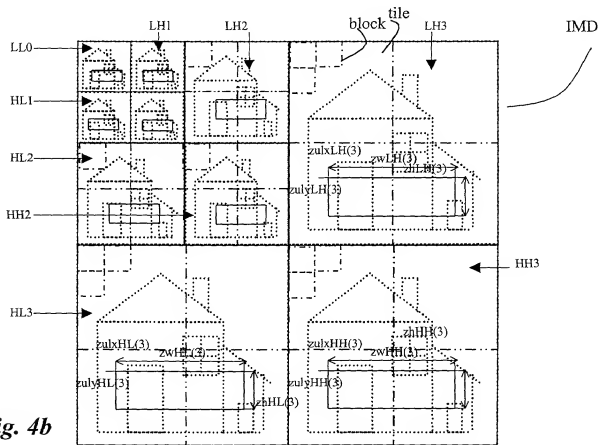 LH1 LH2 block tile LH3 IMD
LL0
HL1
HL2
zulxLH(3) zwLH(3) zhLH(3)
zulyLH(3)
HH2
HH3
HL3
zhHH(3)
zulxHL(3) zwHL(3) zulxHH(3) zwHH(3)
zulyHL(3) zulyHH(3)
zhHL(3)
Fig. 4b